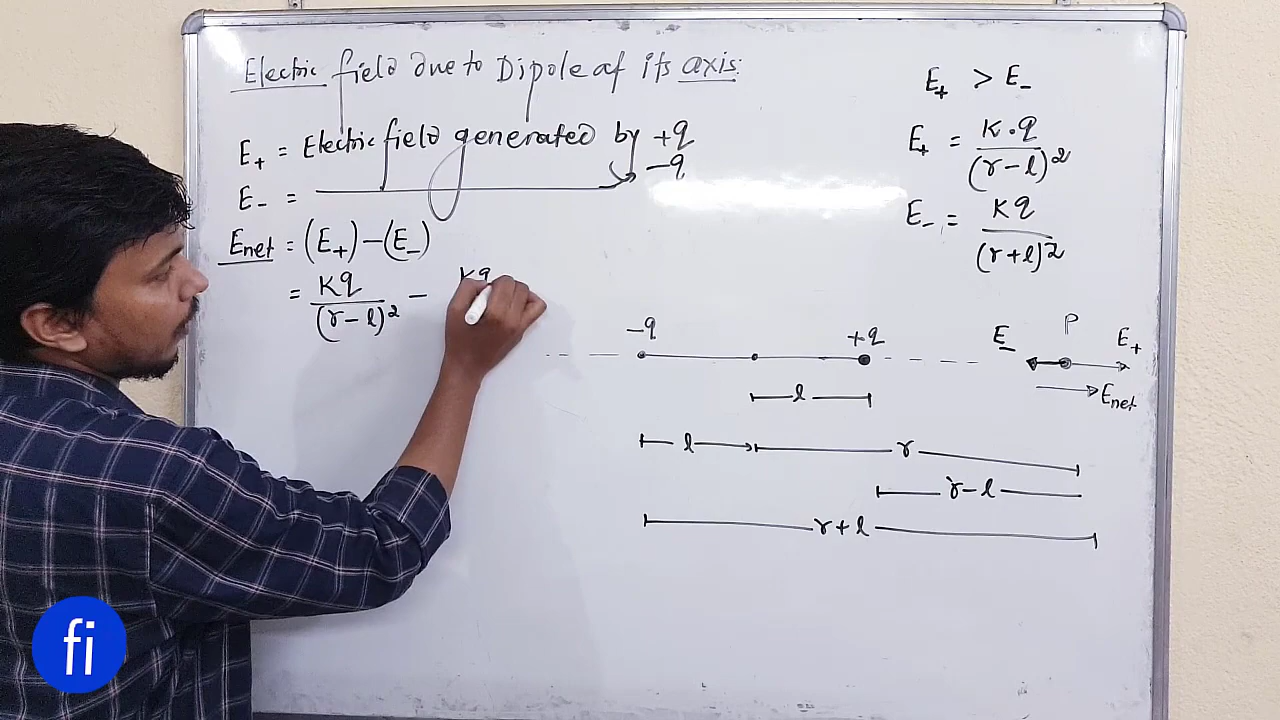 Electric field due to Dipole at its axis:
E₊ = Electric field generated by +q
E₋ = ———————→ −q
Enet = (E₊) − (E₋)
= Kq/(r−l)² − Kq
E₊ > E₋
E₊ = K·q/(r−l)²
E₋ = Kq/(r+l)²
−q +q E₋ P E₊
Enet
l
l r
r−l
r+l
fi